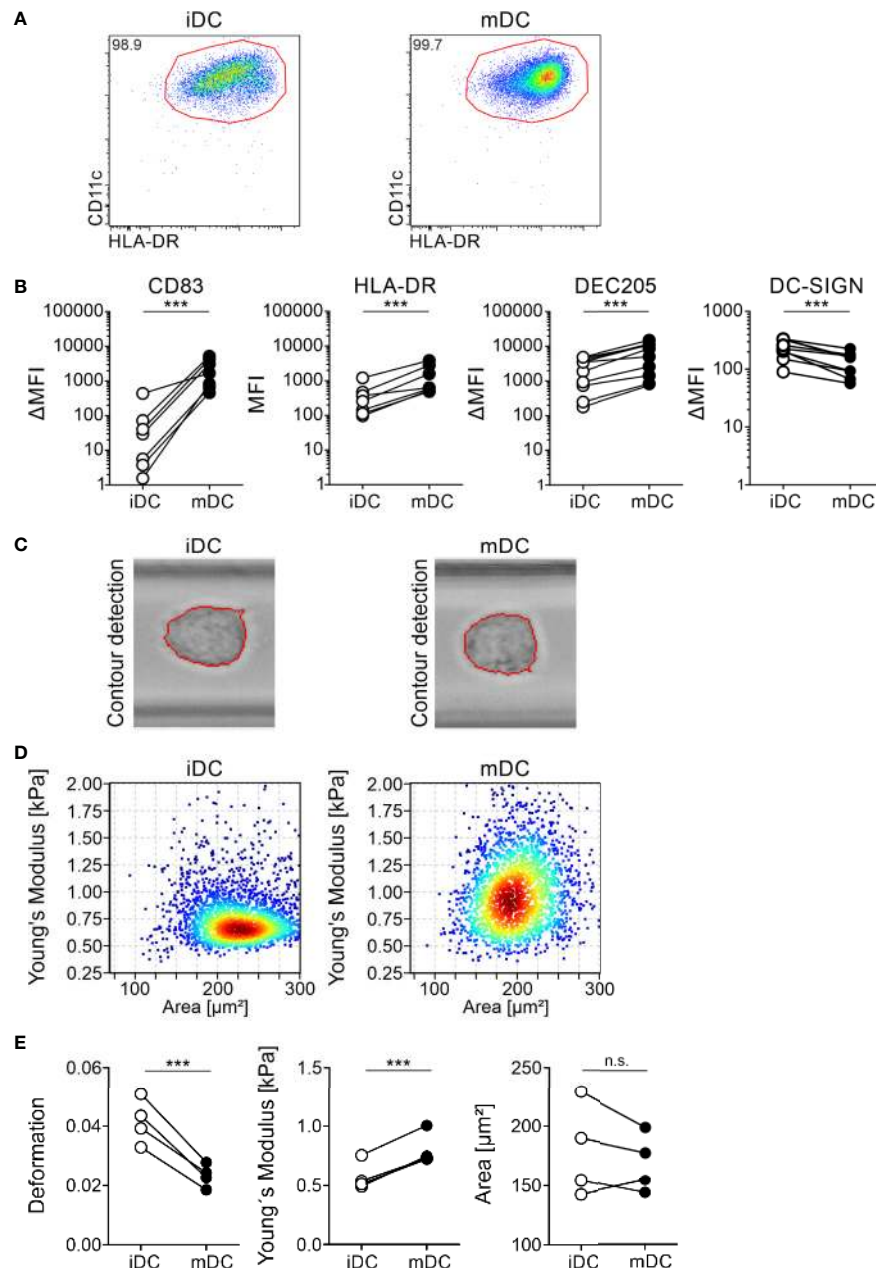 A
iDC
mDC
98.9
99.7
CD11c
CD11c
HLA-DR
HLA-DR
B
CD83
HLA-DR
DEC205
DC-SIGN
***
***
***
***
ΔMFI
100000
10000
1000
100
10
1
iDC mDC
MFI
100000
10000
1000
100
10
1
iDC mDC
ΔMFI
100000
10000
1000
100
10
1
iDC mDC
ΔMFI
1000
100
10
1
iDC mDC
C
iDC
mDC
Contour detection
Contour detection
D
iDC
Young's Modulus [kPa]
2.00
1.75
1.50
1.25
1.00
0.75
0.50
0.25
100 200 300
Area [µm²]
mDC
Young's Modulus [kPa]
2.00
1.75
1.50
1.25
1.00
0.75
0.50
0.25
100 200 300
Area [µm²]
E
Deformation
0.06
0.04
0.02
0.00
***
iDC mDC
Young´s Modulus [kPa]
1.5
1.0
0.5
0.0
***
iDC mDC
Area [µm²]
250
200
150
100
n.s.
iDC mDC